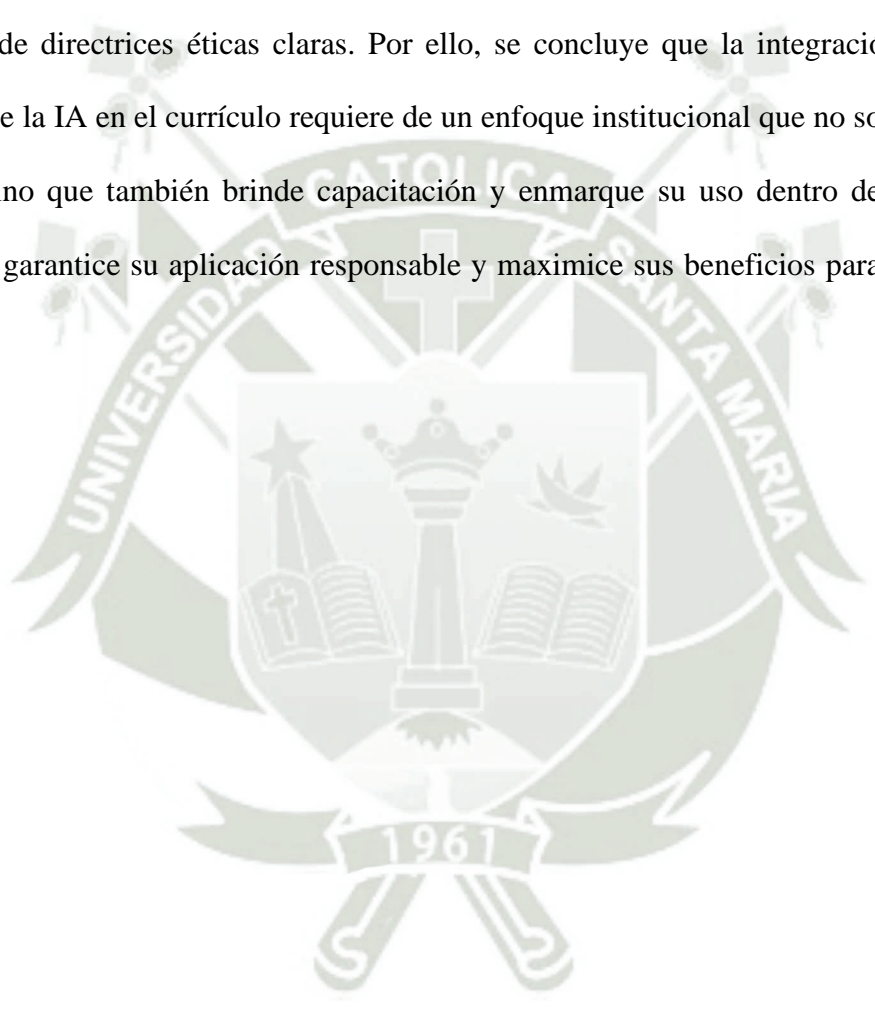 de directrices éticas claras. Por ello, se concluye que la integració
e la IA en el currículo requiere de un enfoque institucional que no so
no que también brinde capacitación y enmarque su uso dentro de
garantice su aplicación responsable y maximice sus beneficios para
UNIVERSIDAD CATOLICA SANTA MARIA
1961